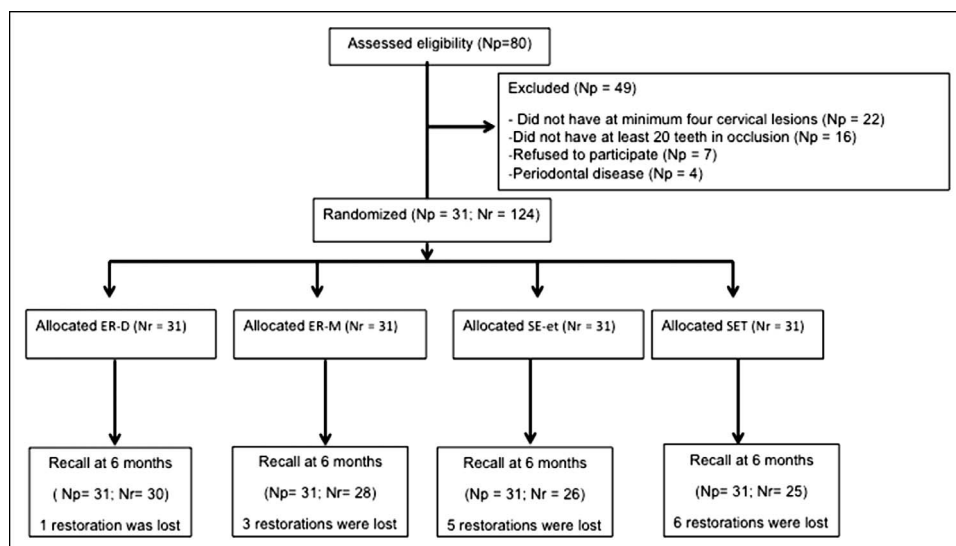 Assessed eligibility (Np=80)
Excluded (Np = 49)
- Did not have at minimum four cervical lesions (Np = 22)
-Did not have at least 20 teeth in occlusion (Np = 16)
-Refused to participate (Np = 7)
-Periodontal disease (Np = 4)
Randomized (Np = 31; Nr = 124)
Allocated ER-D (Nr = 31)
Allocated ER-M (Nr = 31)
Allocated SE-et (Nr = 31)
Allocated SET (Nr = 31)
Recall at 6 months
( Np= 31; Nr= 30)
1 restoration was lost
Recall at 6 months
(Np= 31; Nr= 28)
3 restorations were lost
Recall at 6 months
(Np = 31; Nr = 26)
5 restorations were lost
Recall at 6 months
(Np= 31; Nr= 25)
6 restorations were lost